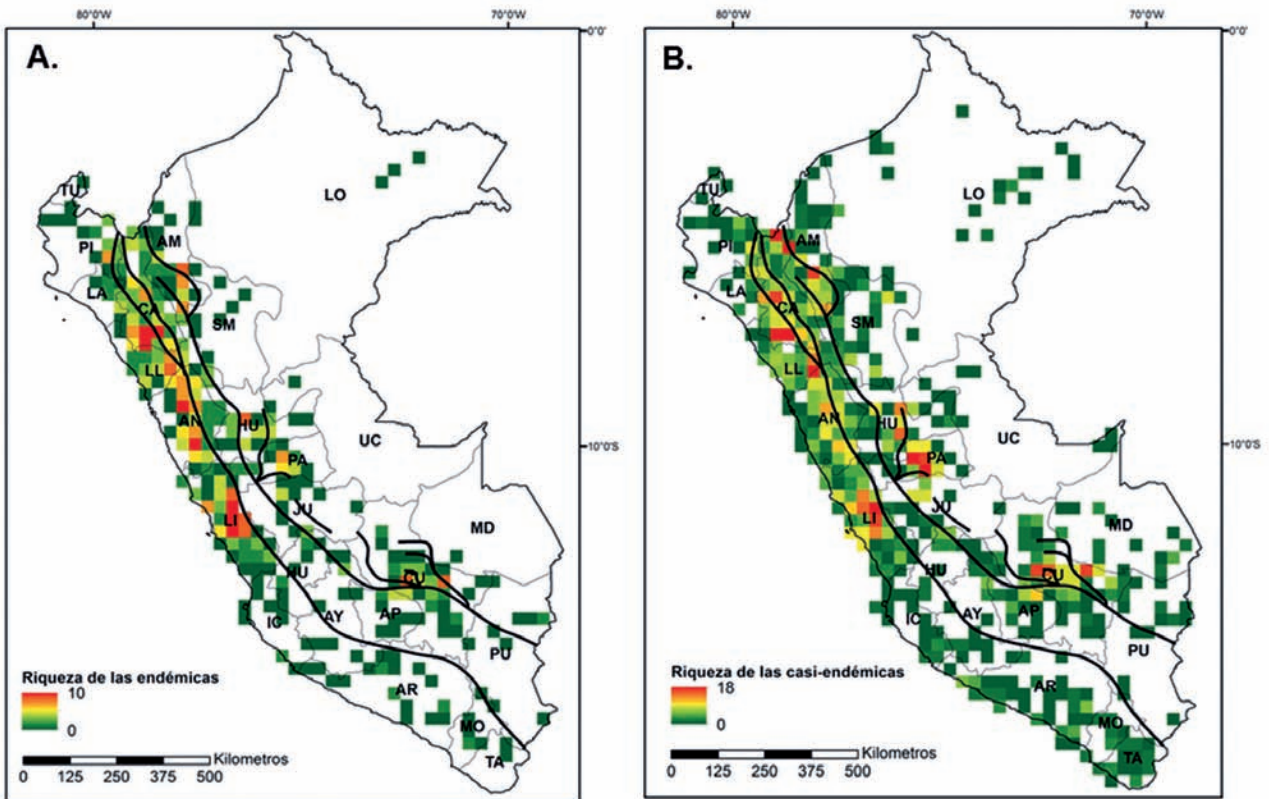 80°0'W
70°0'W
80°0'W
70°0'W
A.
0°0'
B.
0°0'
TU
LO
PI
AM
LA
CA
SM
LL
AN
HU
UC
PA
10°0'S
LI
JU
MD
HU
CU
IC
AY
AP
PU
AR
MO
TA
Riqueza de las endémicas
10
0
Kilometros
0 125 250 375 500
TU
LO
PI
AM
LA
CA
SM
LL
AN
HU
UC
PA
10°0'S
LI
JU
MD
HU
CU
IC
AY
AP
PU
AR
MO
TA
Riqueza de las casi-endémicas
18
0
Kilometros
0 125 250 375 500